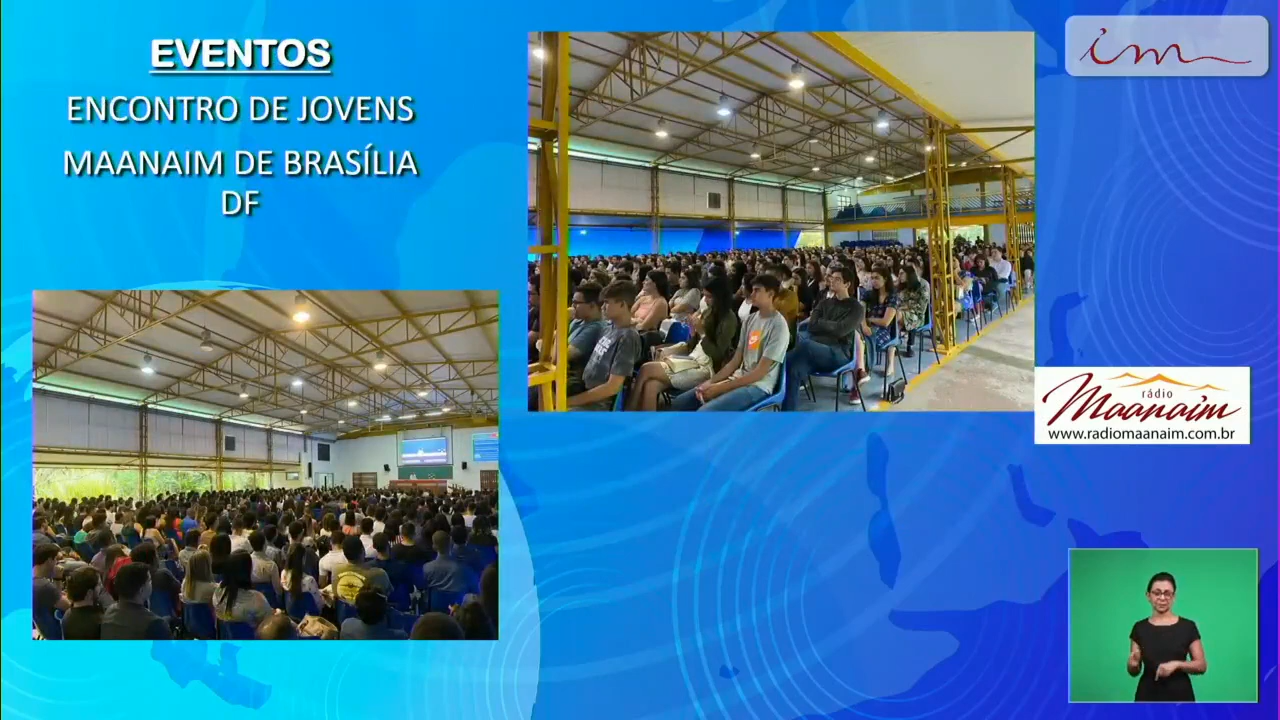 EVENTOS
ENCONTRO DE JOVENS
MAANAIM DE BRASÍLIA
DF
im
rádio
Maanaim
www.radiomaanaim.com.br